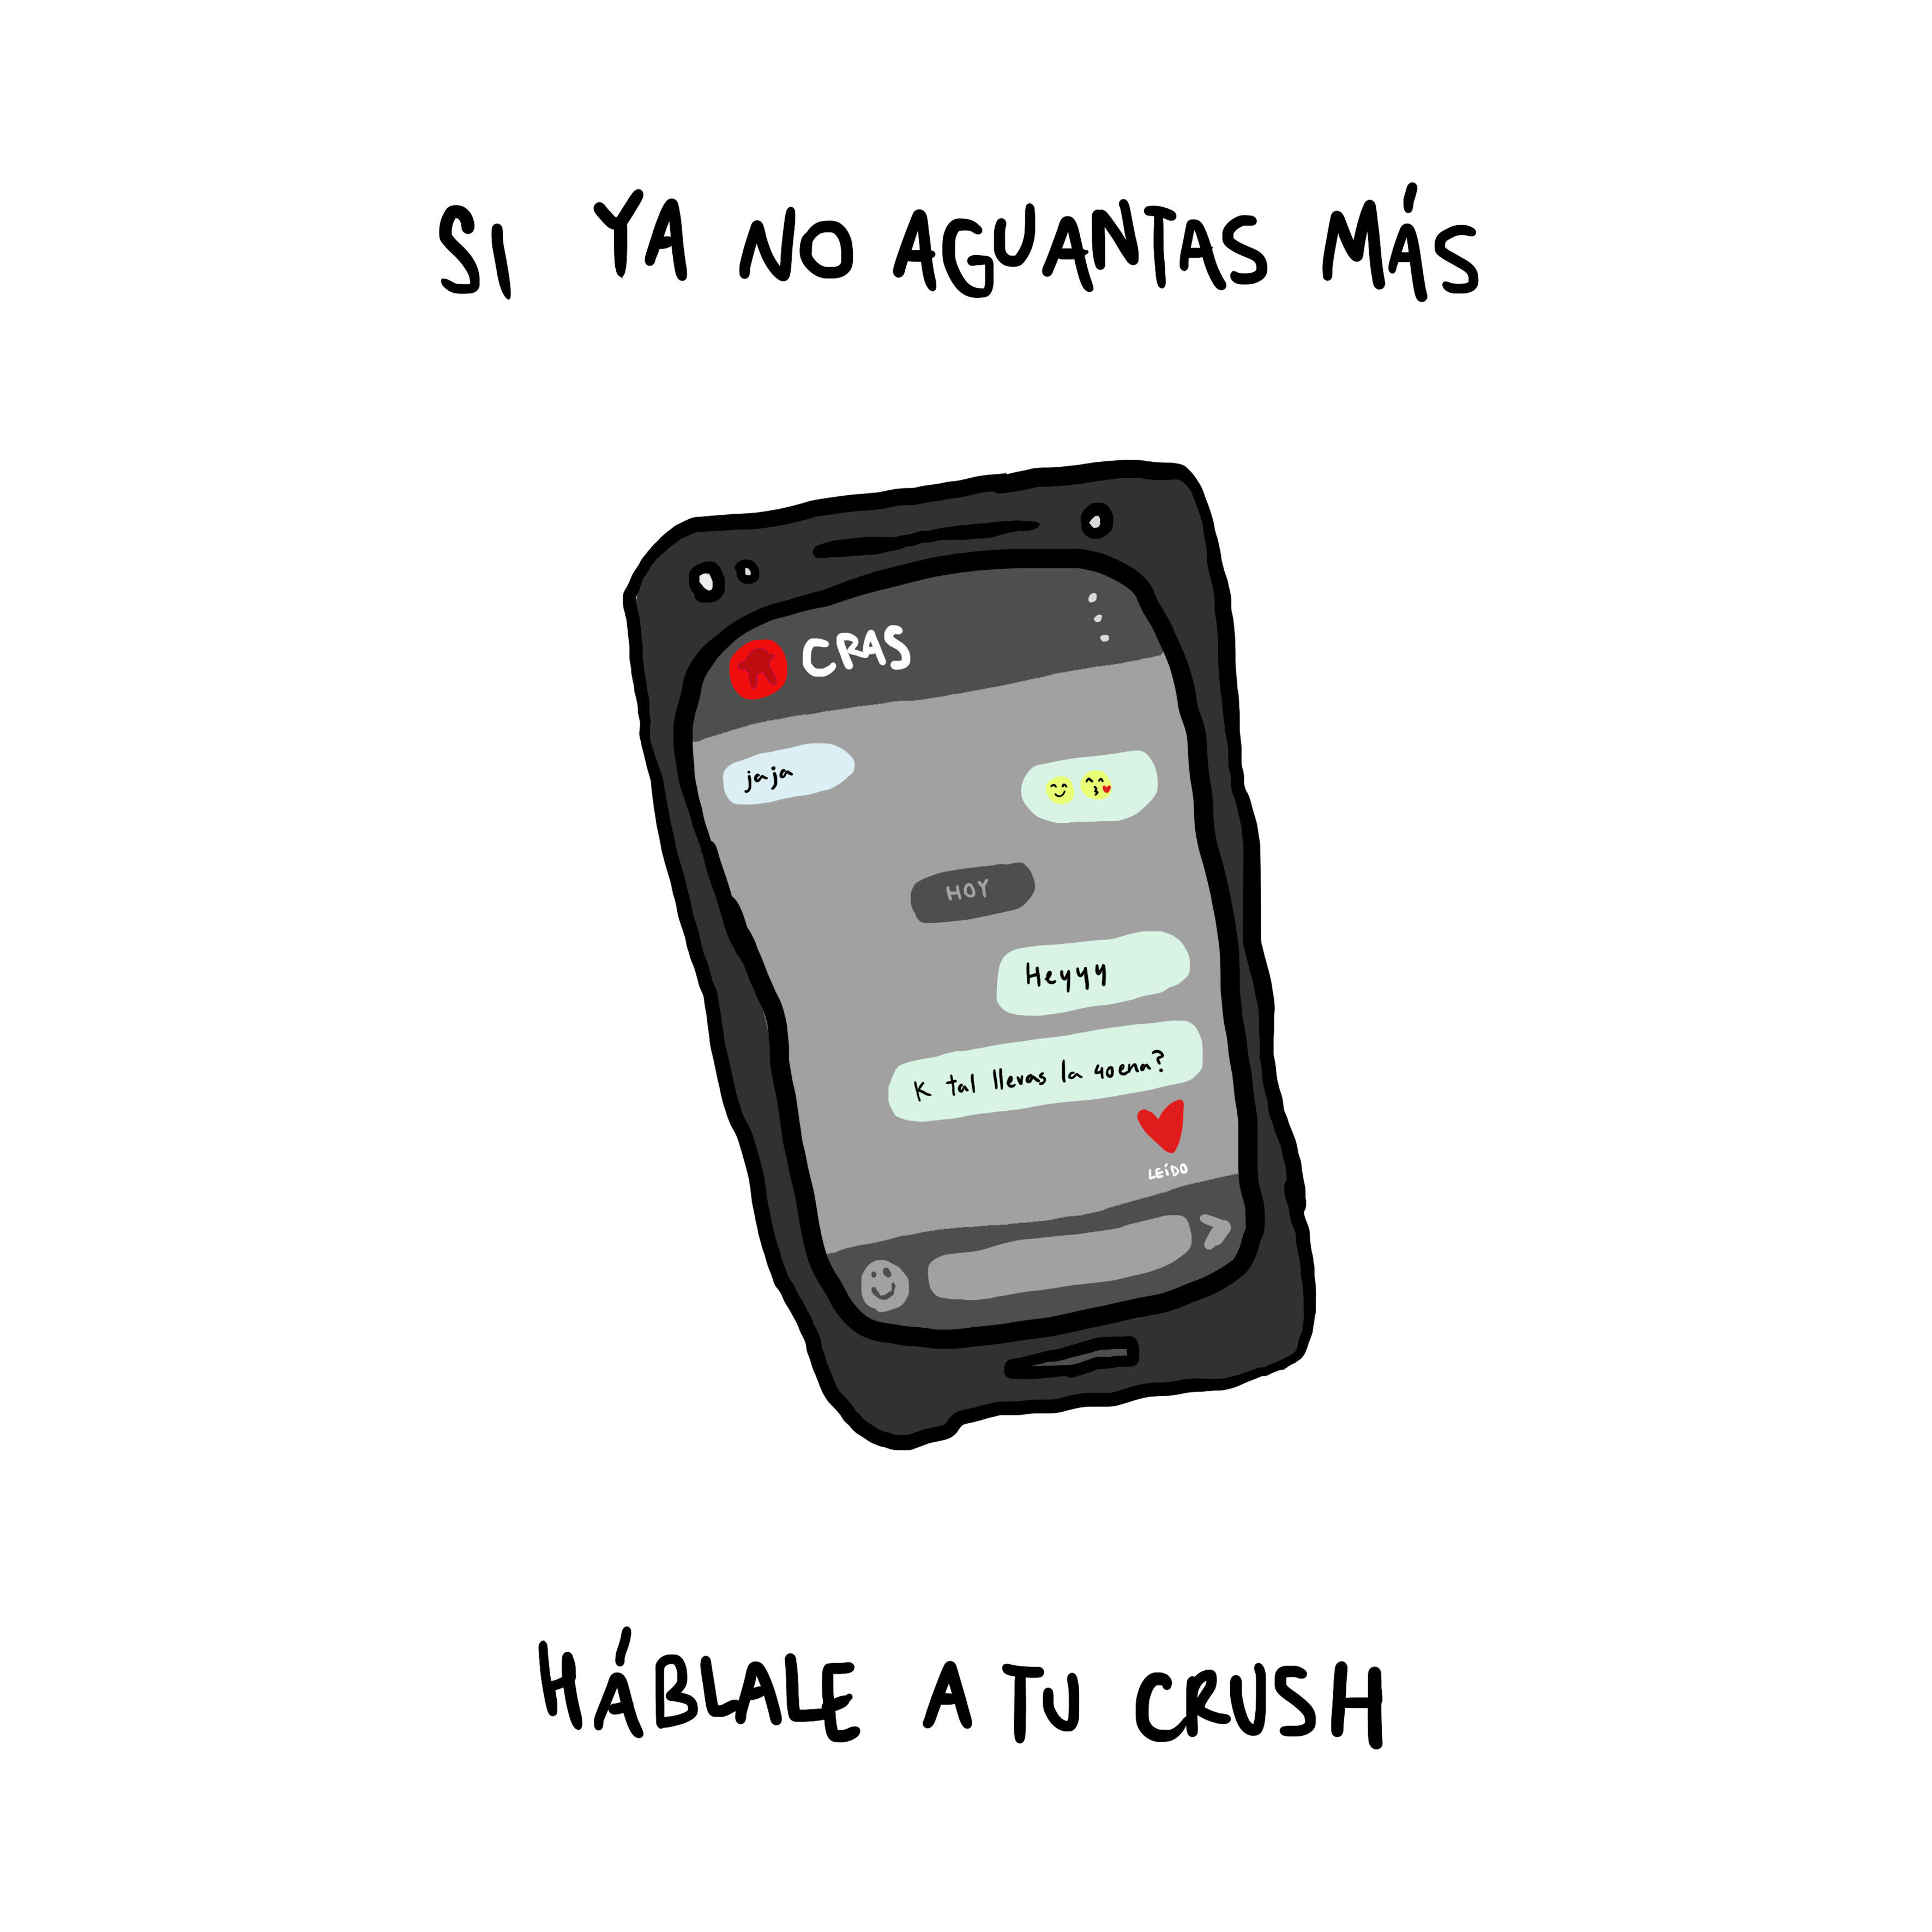 SI YA NO AGUANTAS MÁS
CRAS
jaja
HOY
Heyyy
K tal llevas la 40ena?
LEÍDO
HÁBLALE A TU CRUSH